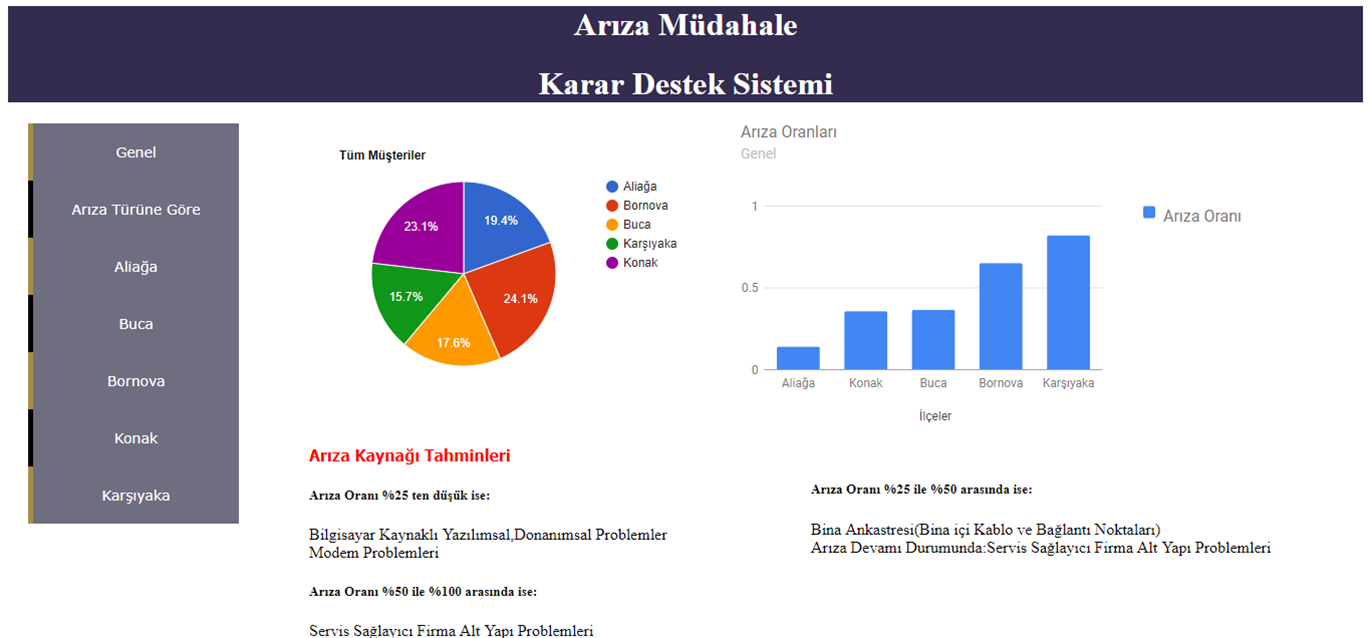 Arıza Müdahale
Karar Destek Sistemi
Genel
Arıza Türüne Göre
Aliağa
Buca
Bornova
Konak
Karşıyaka
Tüm Müşteriler
19.4%
24.1%
17.6%
15.7%
23.1%
Aliağa
Bornova
Buca
Karşıyaka
Konak
Arıza Oranları
Genel
1
0.5
0
Aliağa
Konak
Buca
Bornova
Karşıyaka
İlçeler
Arıza Oranı
Arıza Kaynağı Tahminleri
Arıza Oranı %25 ten düşük ise:
Bilgisayar Kaynaklı Yazılımsal,Donanımsal Problemler
Modem Problemleri
Arıza Oranı %50 ile %100 arasında ise:
Servis Sağlayıcı Firma Alt Yapı Problemleri
Arıza Oranı %25 ile %50 arasında ise:
Bina Ankastresi(Bina içi Kablo ve Bağlantı Noktaları)
Arıza Devamı Durumunda:Servis Sağlayıcı Firma Alt Yapı Problemleri